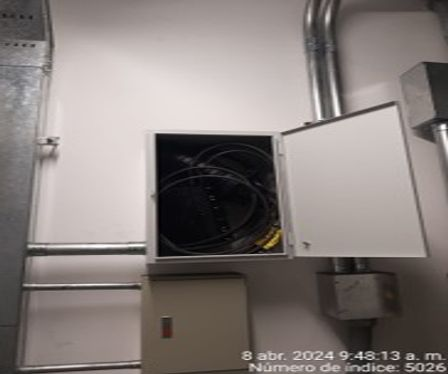 8 abr. 2024 9:48:13 a. m.
Número de índice: 5026